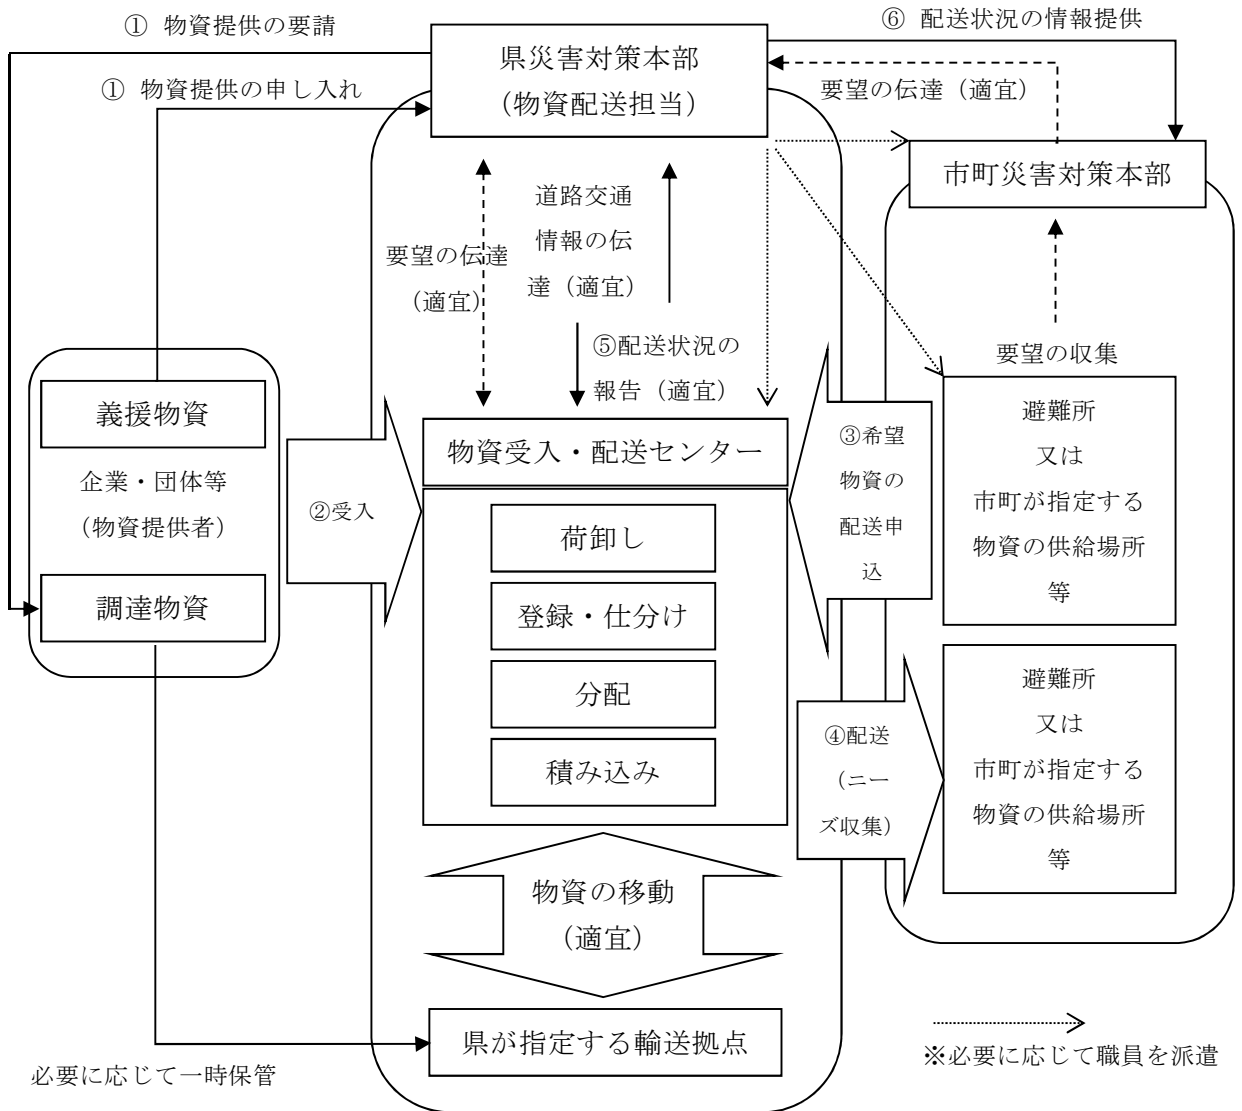 ① 物資提供の要請
⑥ 配送状況の情報提供
県災害対策本部
（物資配送担当）
① 物資提供の申し入れ
要望の伝達（適宜）
市町災害対策本部
道路交通
情報の伝
達（適宜）
要望の伝達
（適宜）
⑤配送状況の
報告（適宜）
要望の収集
義援物資
企業・団体等
（物資提供者）
調達物資
②受入
物資受入・配送センター
荷卸し
登録・仕分け
分配
積み込み
③希望
物資の
配送申
込
避難所
又は
市町が指定する
物資の供給場所
等
④配送
（ニー
ズ収集）
避難所
又は
市町が指定する
物資の供給場所
等
物資の移動
（適宜）
県が指定する輸送拠点
必要に応じて一時保管
※必要に応じて職員を派遣